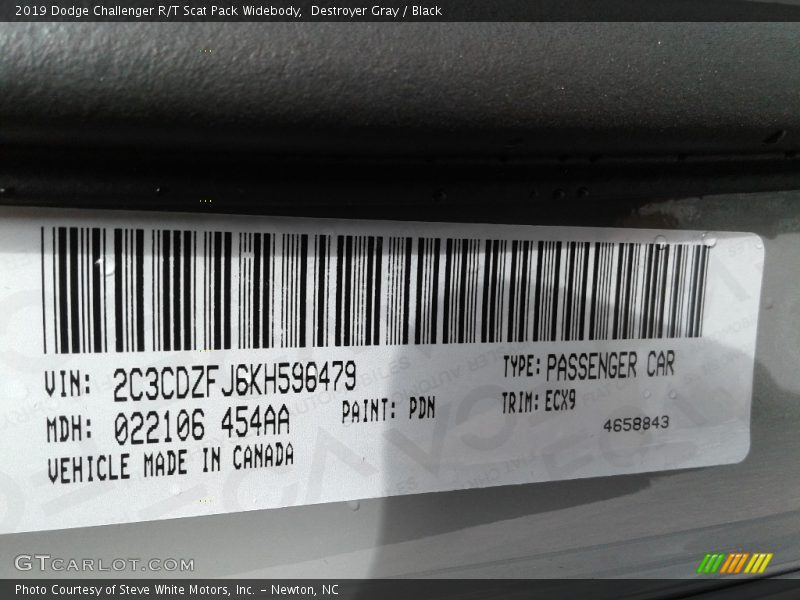 2019 Dodge Challenger R/T Scat Pack Widebody, Destroyer Gray / Black
VIN: 2C3CDZFJ6KH596479
TYPE: PASSENGER CAR
MDH: 022106 454AA
PAINT: PDN
TRIM: ECX9
4658843
VEHICLE MADE IN CANADA
GTCARLOT.COM
Photo Courtesy of Steve White Motors, Inc. – Newton, NC